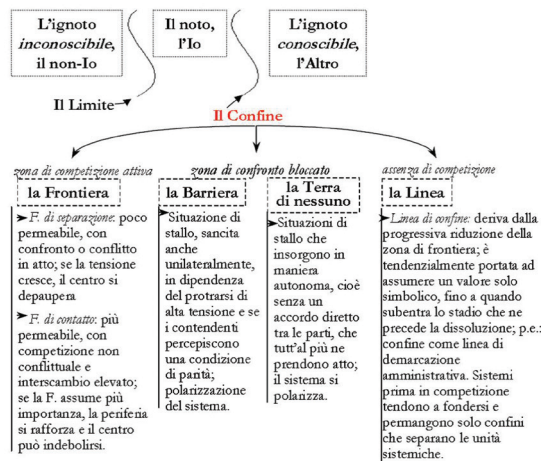 L'ignoto
inconoscibile,
il non-Io
Il noto,
l'Io
L'ignoto
conoscibile,
l'Altro
Il Limite
Il Confine
zona di competizione attiva
zona di confronto bloccato
assenza di competizione
la Frontiera
F. di separazione: poco
permeabile, con
confronto o conflitto
in atto; se la tensione
cresce, il centro si
depaupera
F. di contatto: più
permeabile, con
competizione non
conflittuale e
interscambio elevato;
se la F. assume più
importanza, la periferia
si rafforza e il centro
può indebolirsi.
la Barriera
Situazione di
stallo, sancita
anche
unilateralmente,
in dipendenza
del protrarsi di
alta tensione e se
i contendenti
percepiscono
una condizione
di parità;
polarizzazione
del sistema.
la Terra
di nessuno
Situazioni di
stallo che
insorgono in
maniera
autonoma, cioè
senza un
accordo diretto
tra le parti, che
tutt'al più ne
prendono atto;
il sistema si
polarizza.
la Linea
Linea di confine: deriva dalla
progressiva riduzione della
zona di frontiera; è
tendenzialmente portata ad
assumere un valore solo
simbolico, fino a quando
subentra lo stadio che ne
precede la dissoluzione; p.e.:
confine come linea di
demarcazione
amministrativa. Sistemi
prima in competizione
tendono a fondersi e
permangono solo confini
che separano le unità
sistemiche.